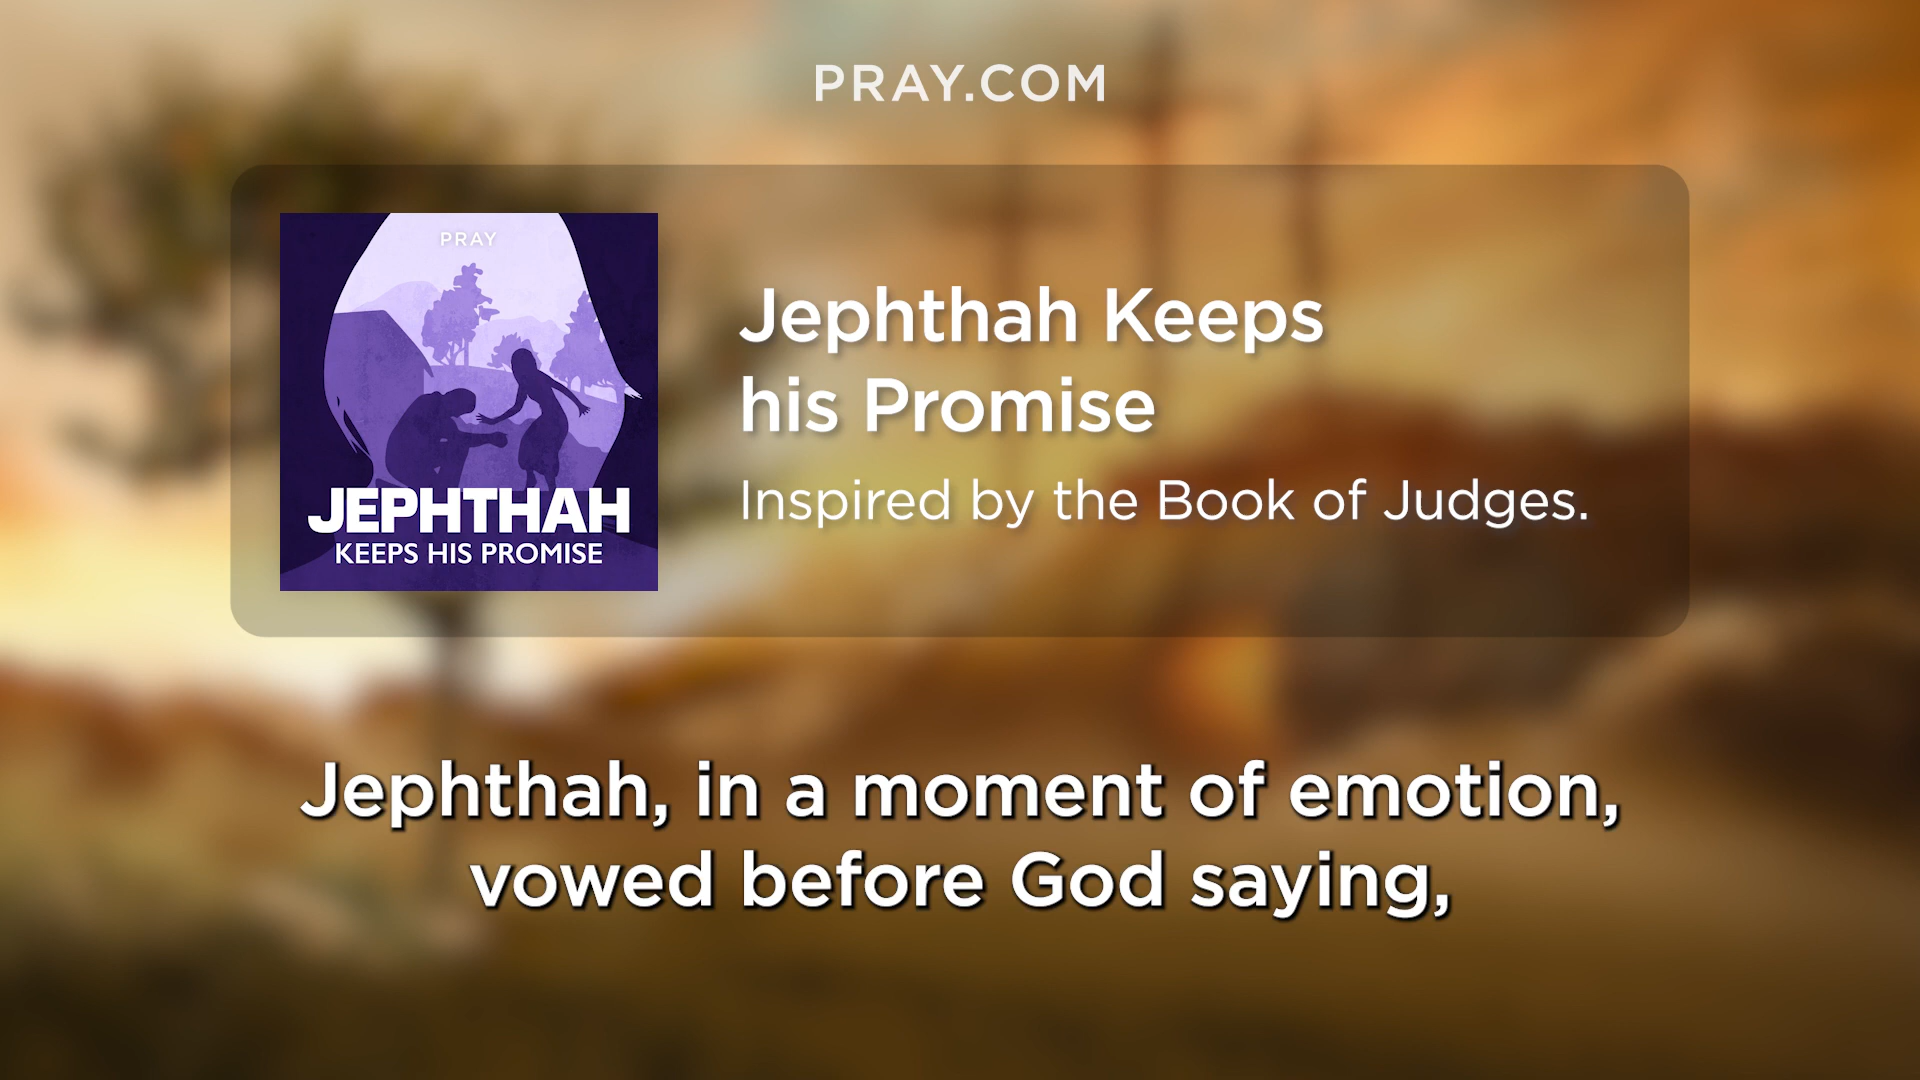 PRAY.COM
PRAY
JEPHTHAH
KEEPS HIS PROMISE
Jephthah Keeps
his Promise
Inspired by the Book of Judges.
Jephthah, in a moment of emotion,
vowed before God saying,